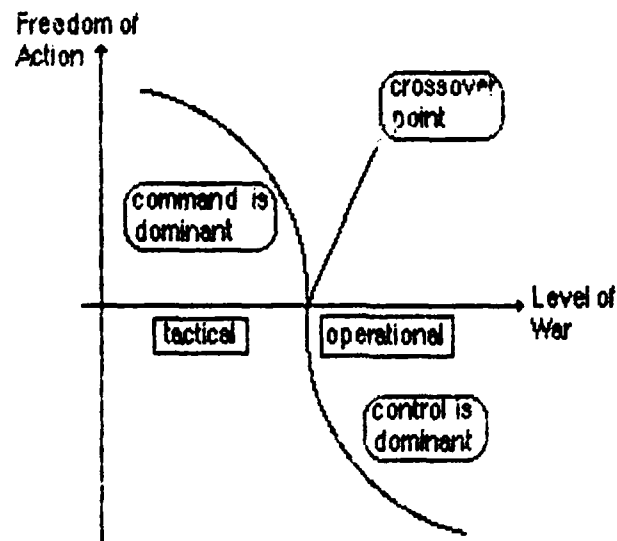 Freedom of
Action
crossover
point
command is
dominant
Level of
War
tactical
operational
control is
dominant